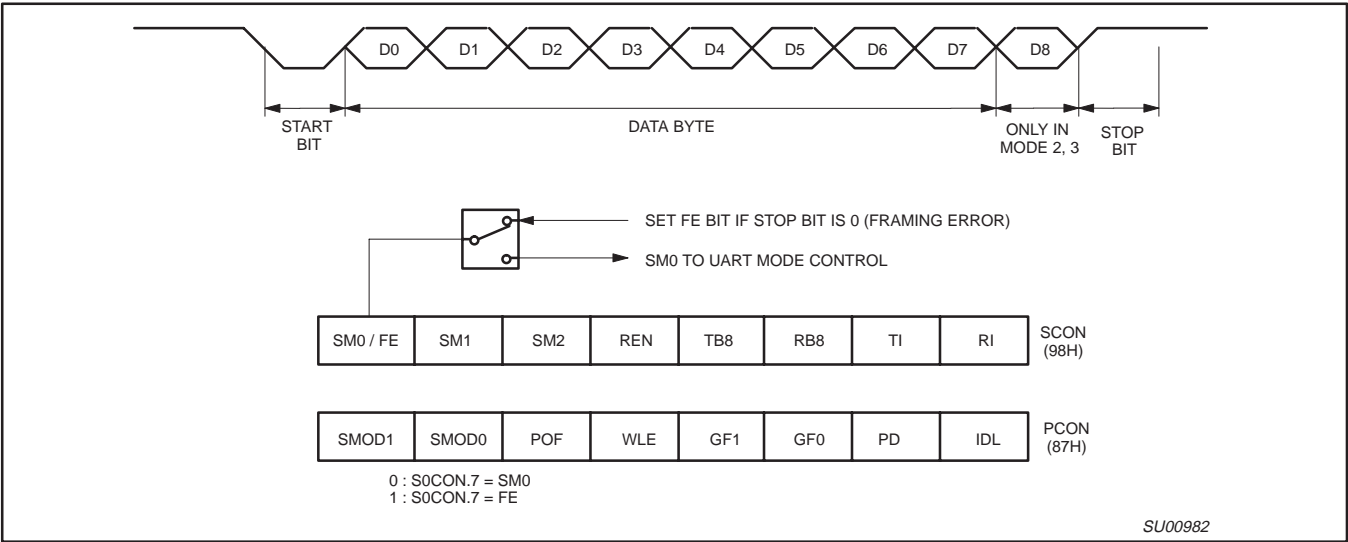 D0 D1 D2 D3 D4 D5 D6 D7 D8
START
BIT
DATA BYTE
ONLY IN
MODE 2, 3
STOP
BIT
SET FE BIT IF STOP BIT IS 0 (FRAMING ERROR)
SM0 TO UART MODE CONTROL
SM0 / FE SM1 SM2 REN TB8 RB8 TI RI
SCON
(98H)
SMOD1 SMOD0 POF WLE GF1 GF0 PD IDL
PCON
(87H)
0 : S0CON.7 = SM0
1 : S0CON.7 = FE
SU00982